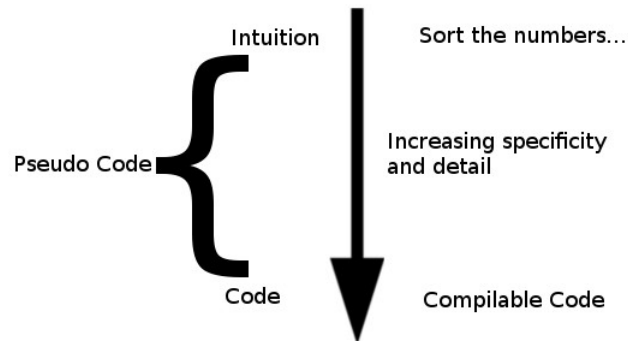 Intuition
Sort the numbers...
Increasing specificity
and detail
Pseudo Code
Code
Compilable Code